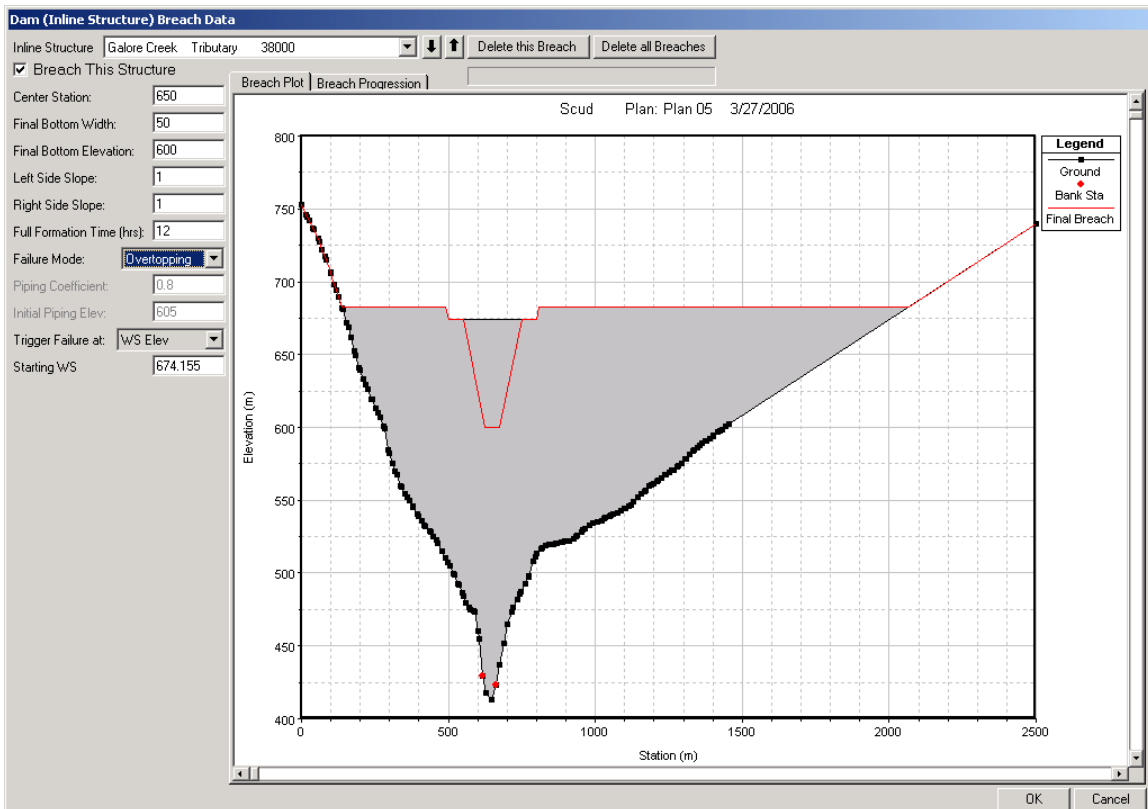 Dam (Inline Structure) Breach Data
Inline Structure Galore Creek Tributary 38000 Delete this Breach Delete all Breaches
Breach This Structure
Center Station: 650
Final Bottom Width: 50
Final Bottom Elevation: 600
Left Side Slope: 1
Right Side Slope: 1
Full Formation Time (hrs): 12
Failure Mode: Overtopping
Piping Coefficient: 0.8
Initial Piping Elev: 605
Trigger Failure at: WS Elev
Starting WS 674.155
Breach Plot Breach Progression
Scud Plan: Plan 05 3/27/2006
Legend
Ground
Bank Sta
Final Breach
Elevation (m)
800
750
700
650
600
550
500
450
400
0 500 1000 1500 2000 2500
Station (m)
OK Cancel